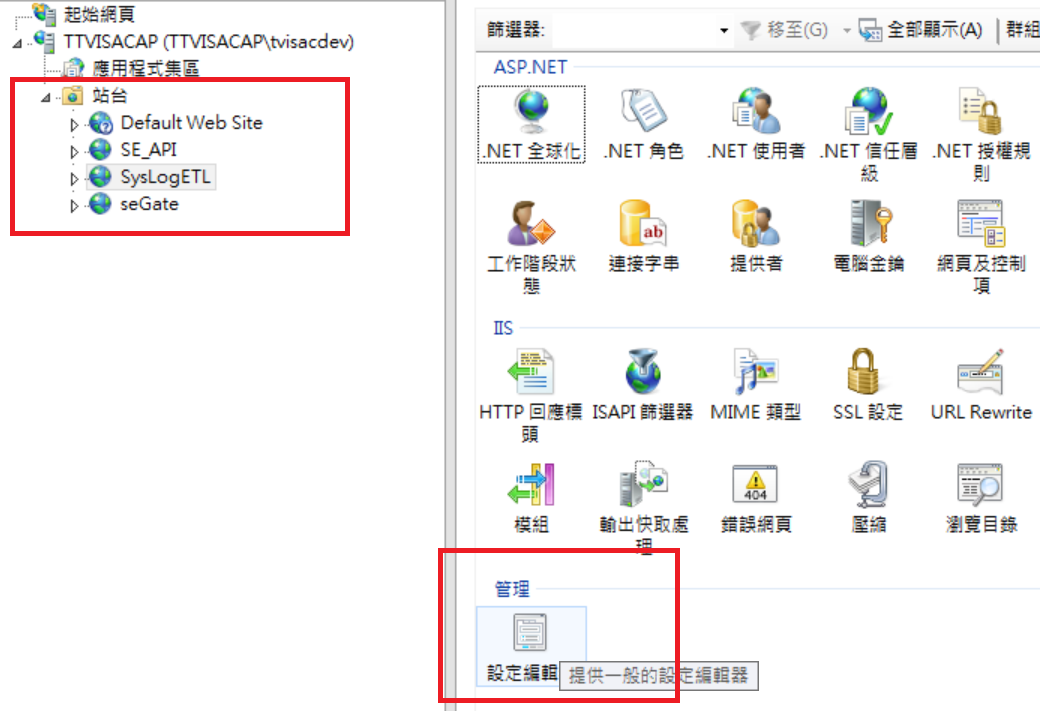 起始網頁
TTVISACAP (TTVISACAP\tvisacdev)
應用程式集區
站台
Default Web Site
SE_API
SysLogETL
seGate
篩選器:
移至(G)
全部顯示(A)
群組
ASP.NET
.NET 全球化
.NET 角色
.NET 使用者
.NET 信任層級
.NET 授權規則
工作階段狀態
連接字串
提供者
電腦金鑰
網頁及控制項
IIS
HTTP 回應標頭
ISAPI 篩選器
MIME 類型
SSL 設定
URL Rewrite
模組
輸出快取處理
錯誤網頁
壓縮
瀏覽目錄
管理
設定編輯
提供一般的設定編輯器